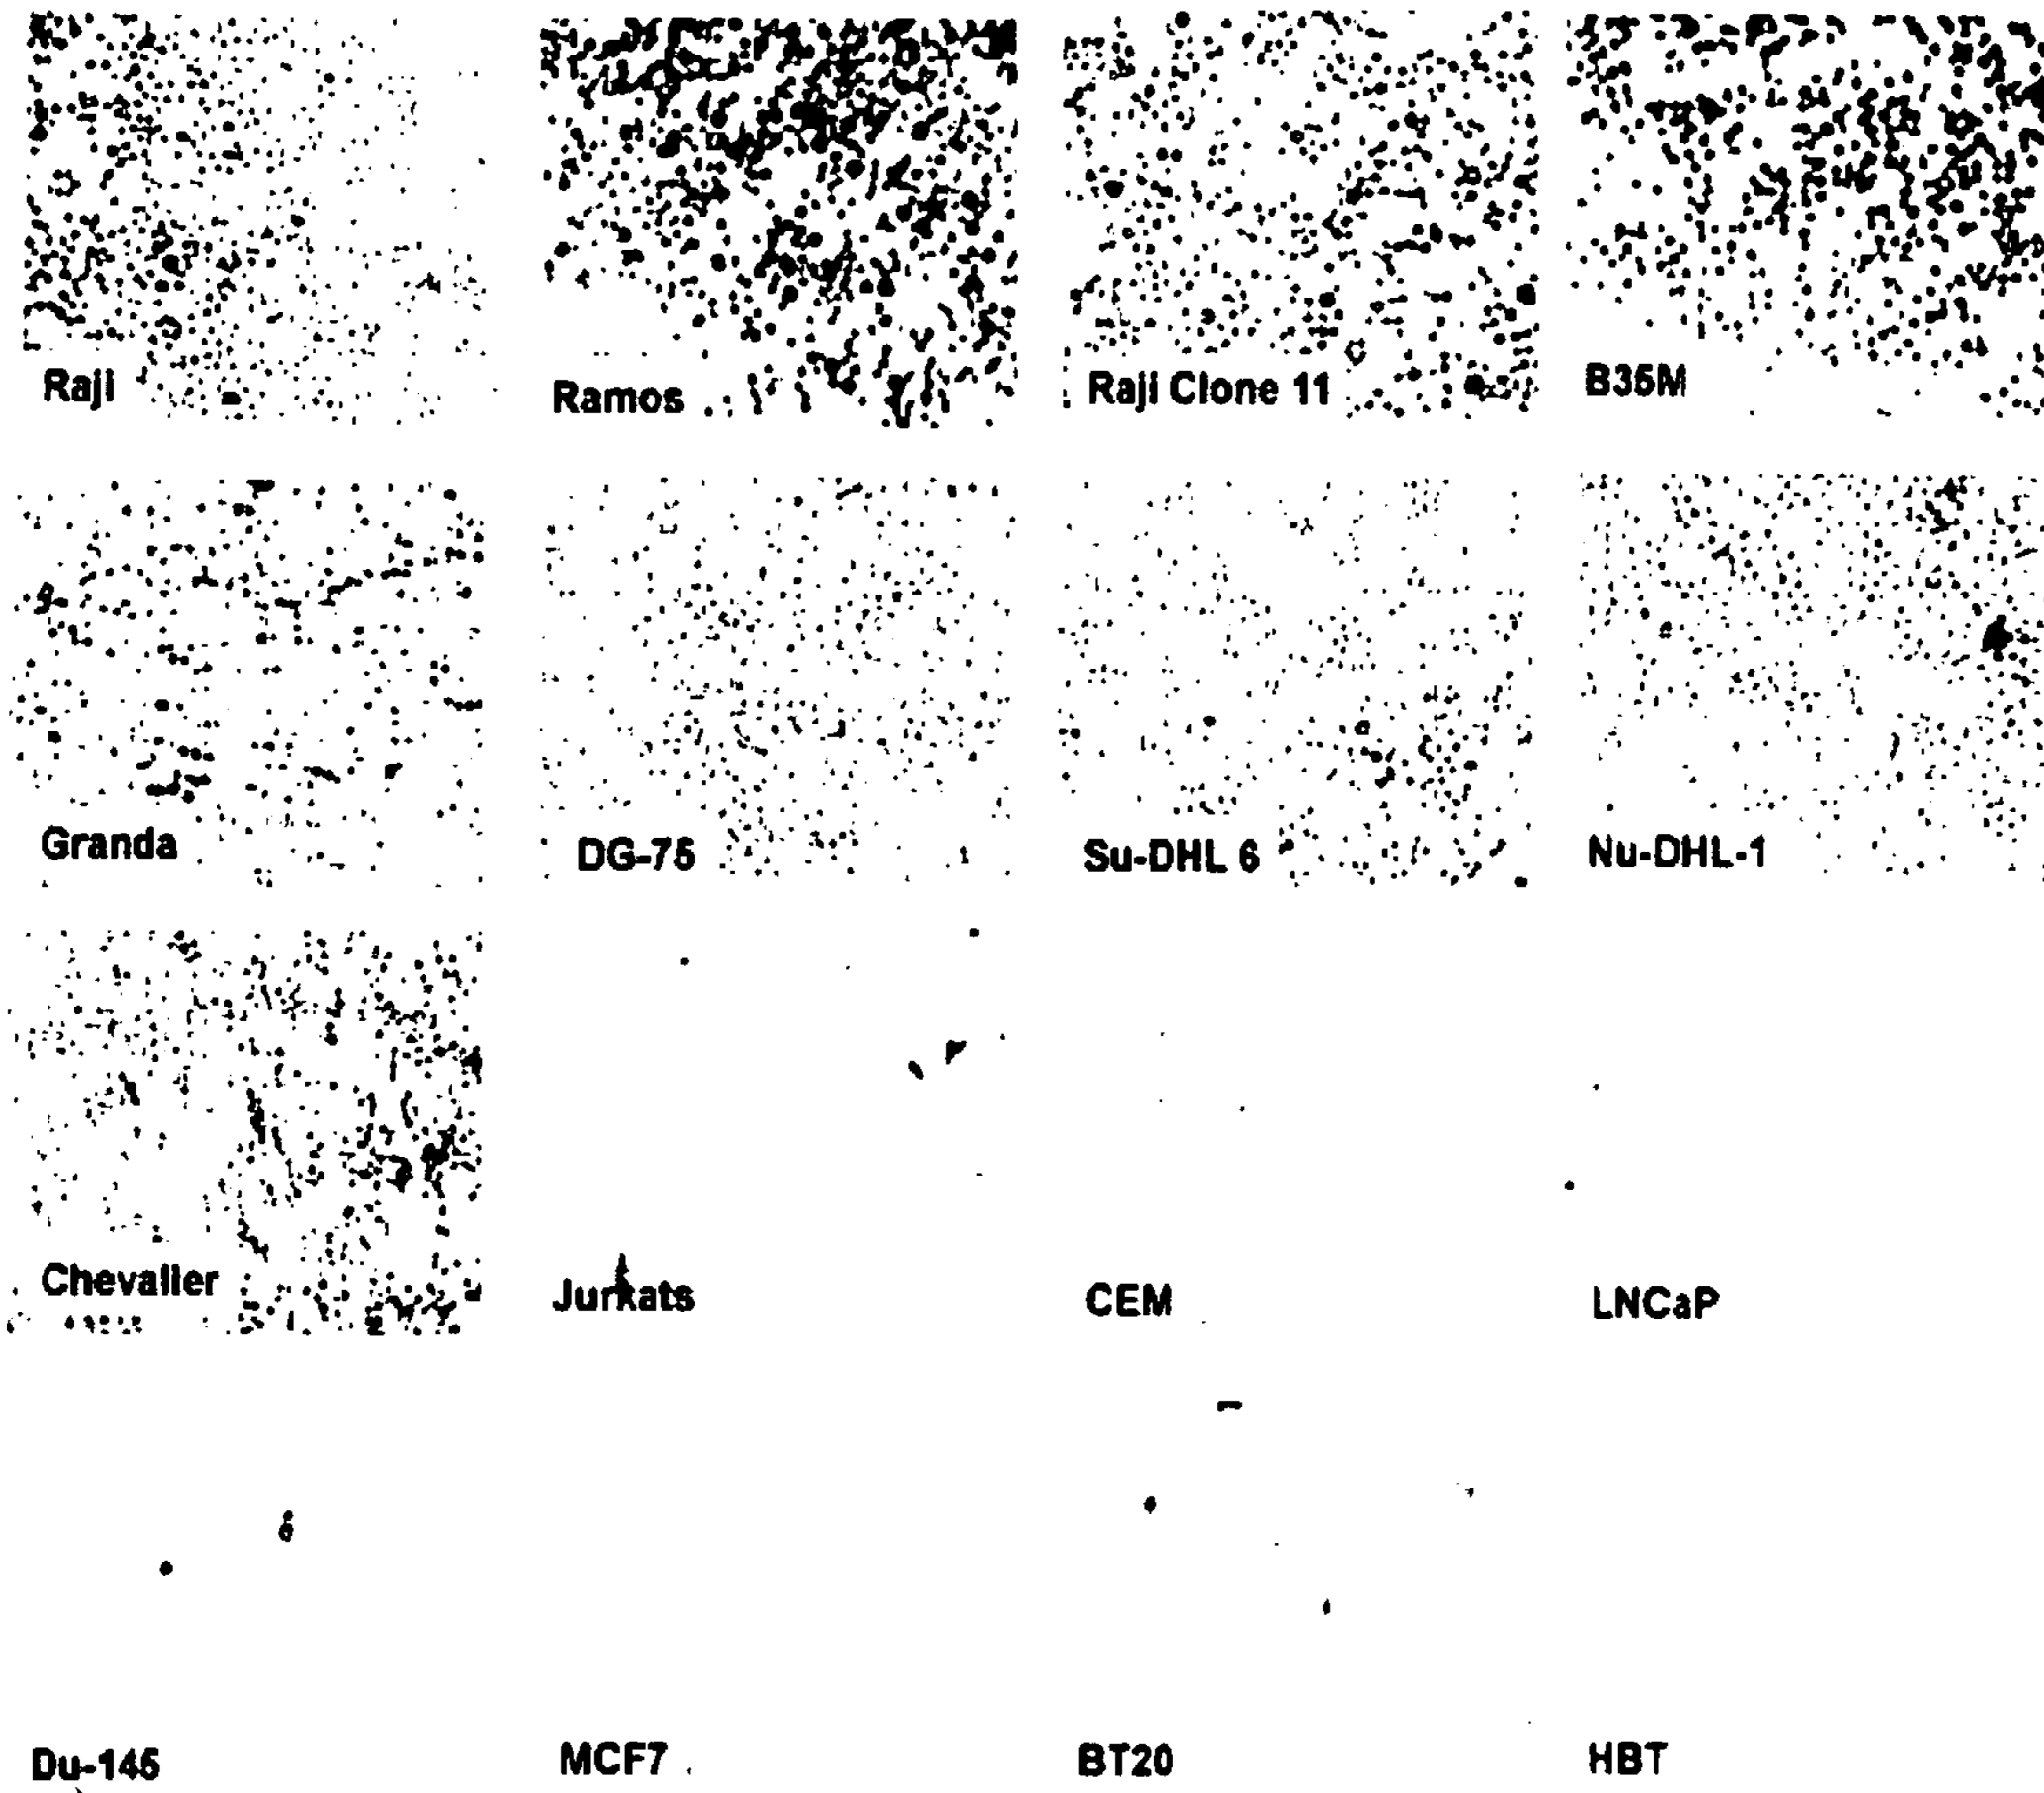 Raji
Ramos
Raji Clone 11
B35M
Granda
DG-75
Su-DHL 6
Nu-DHL-1
Chevalier
Jurkats
CEM
LNCaP
Du-145
MCF7
BT20
HBT